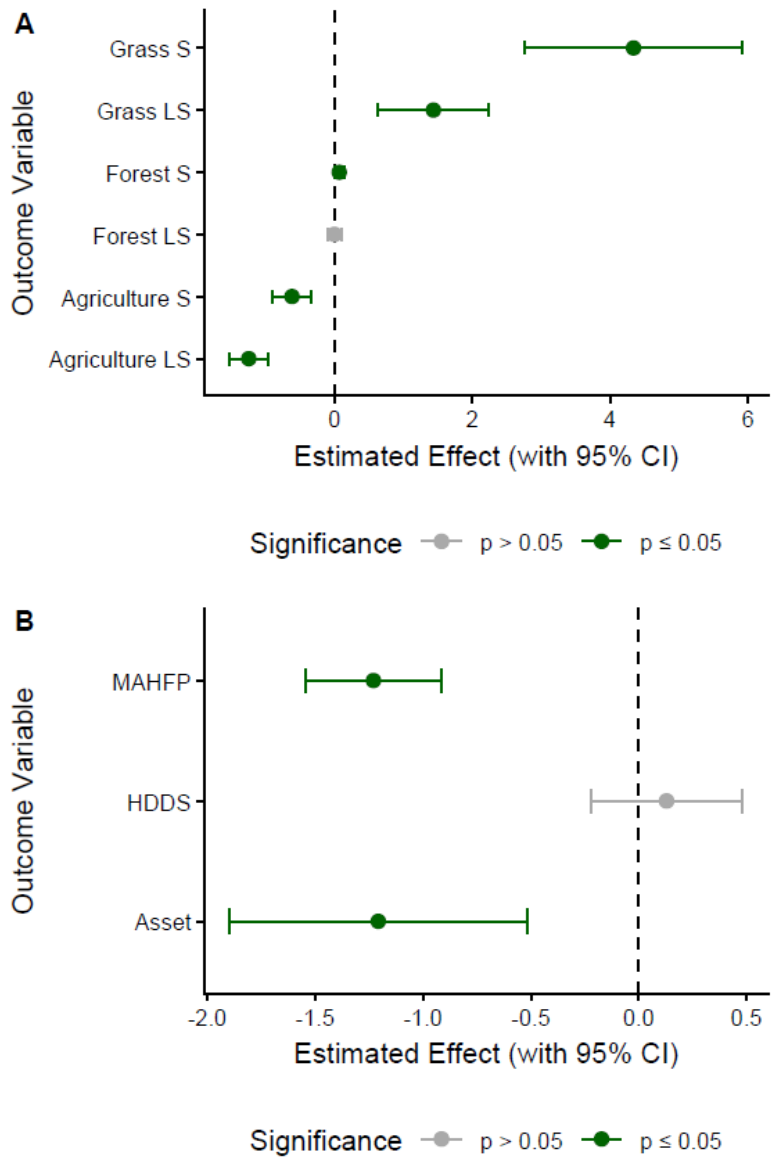 A
Outcome Variable
Grass S
Grass LS
Forest S
Forest LS
Agriculture S
Agriculture LS
0 2 4 6
Estimated Effect (with 95% CI)
Significance p > 0.05 p ≤ 0.05
B
Outcome Variable
MAHFP
HDDS
Asset
-2.0 -1.5 -1.0 -0.5 0.0 0.5
Estimated Effect (with 95% CI)
Significance p > 0.05 p ≤ 0.05